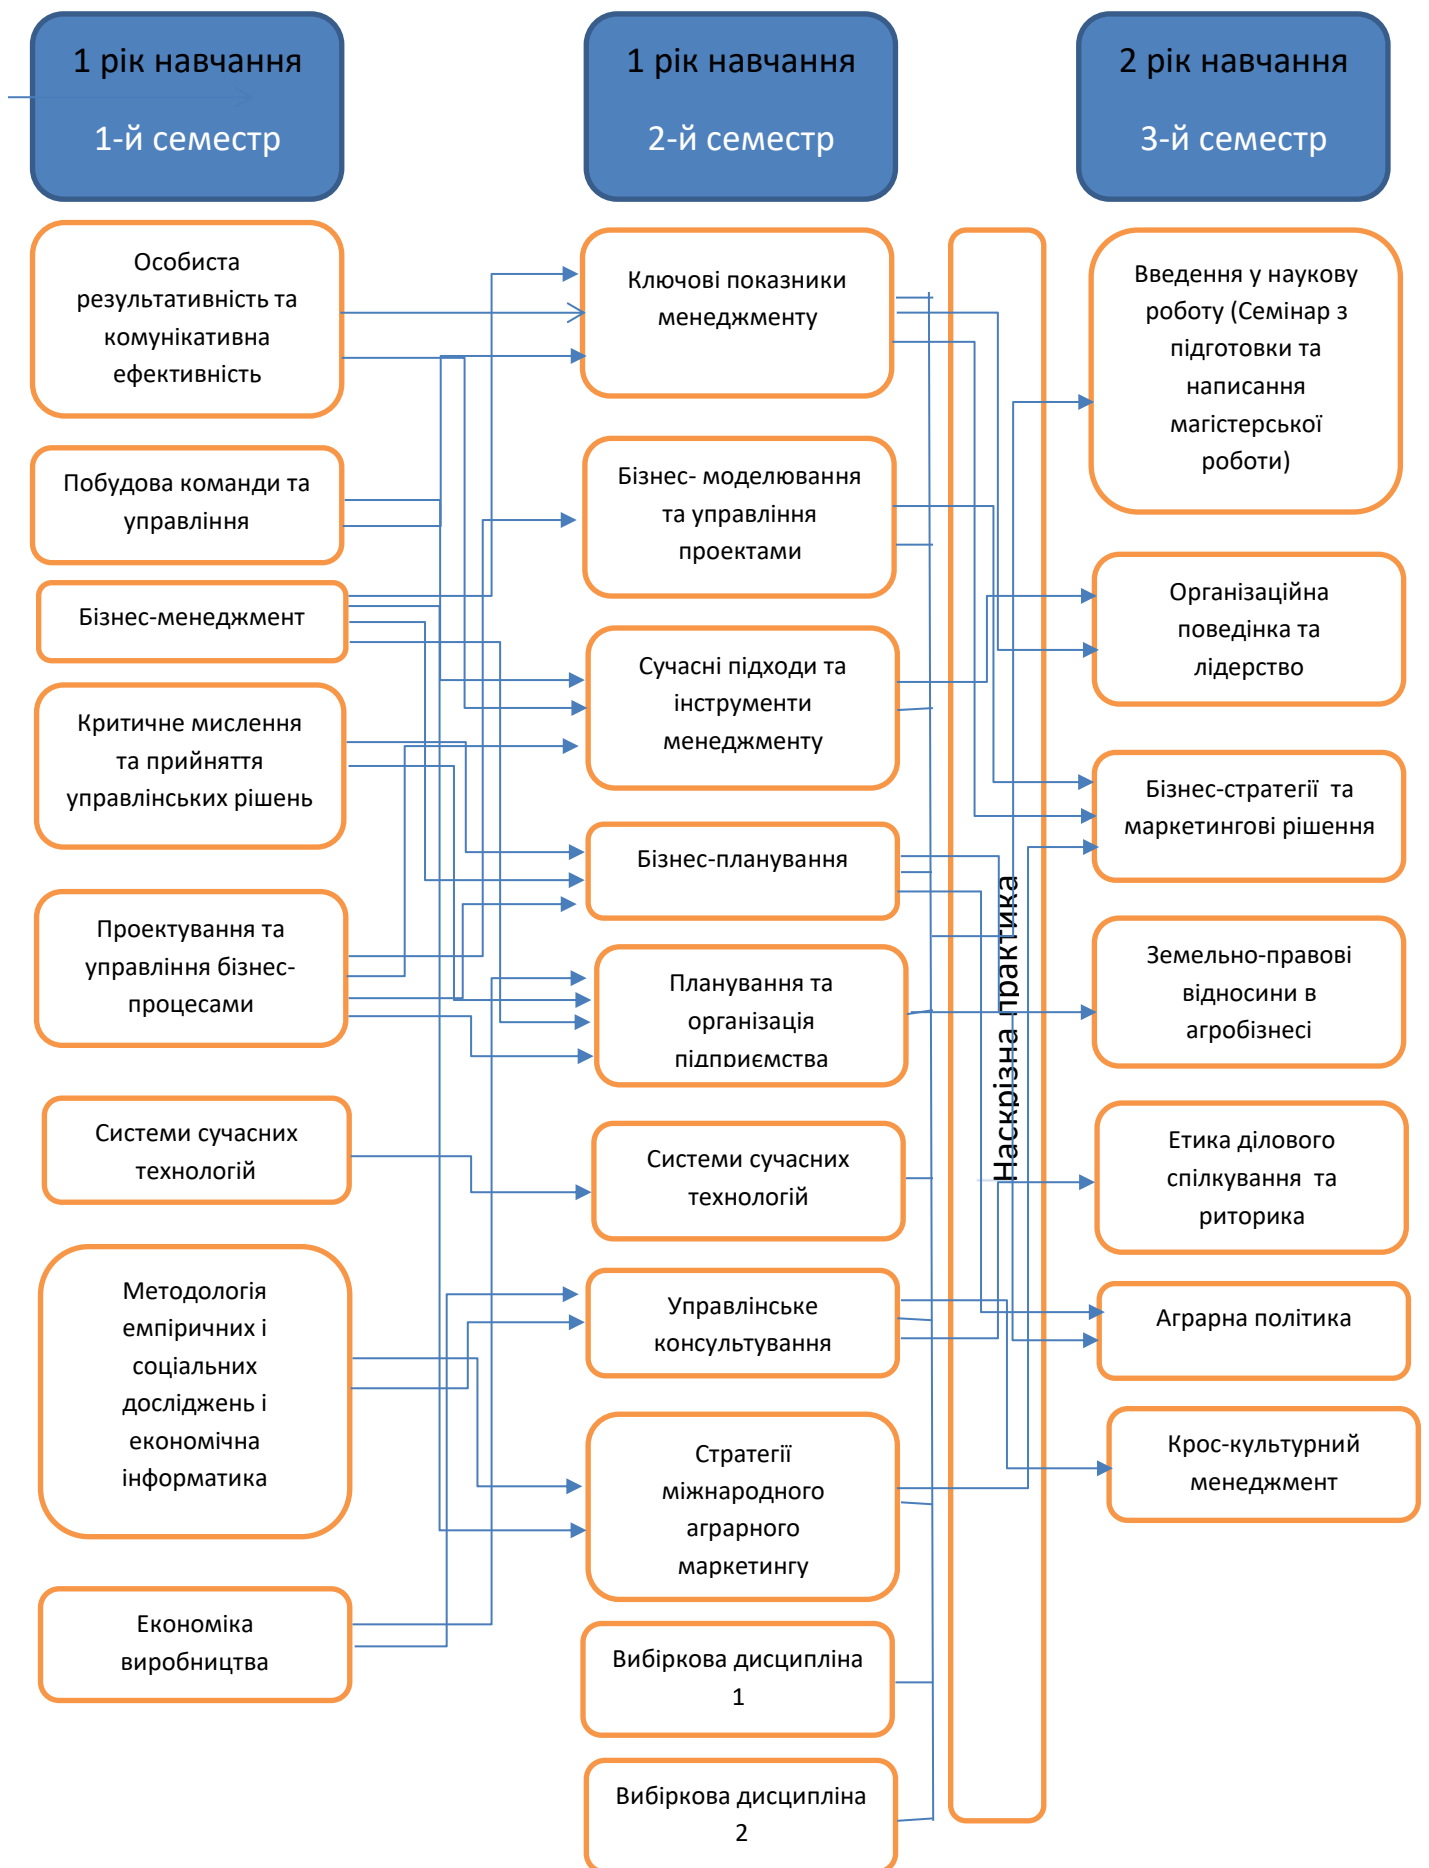 1 рік навчання
1-й семестр
1 рік навчання
2-й семестр
2 рік навчання
3-й семестр
Особиста
результативність та
комунікативна
ефективність
Побудова команди та
управління
Бізнес-менеджмент
Критичне мислення
та прийняття
управлінських рішень
Проектування та
управління бізнес-
процесами
Системи сучасних
технологій
Методологія
емпіричних і
соціальних
досліджень і
економічна
інформатика
Економіка
виробництва
Ключові показники
менеджменту
Бізнес- моделювання
та управління
проектами
Сучасні підходи та
інструменти
менеджменту
Бізнес-планування
Планування та
організація
підприємства
Системи сучасних
технологій
Управлінське
консультування
Стратегії
міжнародного
аграрного
маркетингу
Вибіркова дисципліна
1
Вибіркова дисципліна
2
Наскрізна практика
Введення у наукову
роботу (Семінар з
підготовки та
написання
магістерської
роботи)
Організаційна
поведінка та
лідерство
Бізнес-стратегії та
маркетингові рішення
Земельно-правові
відносини в
агробізнесі
Етика ділового
спілкування та
риторика
Аграрна політика
Крос-культурний
менеджмент